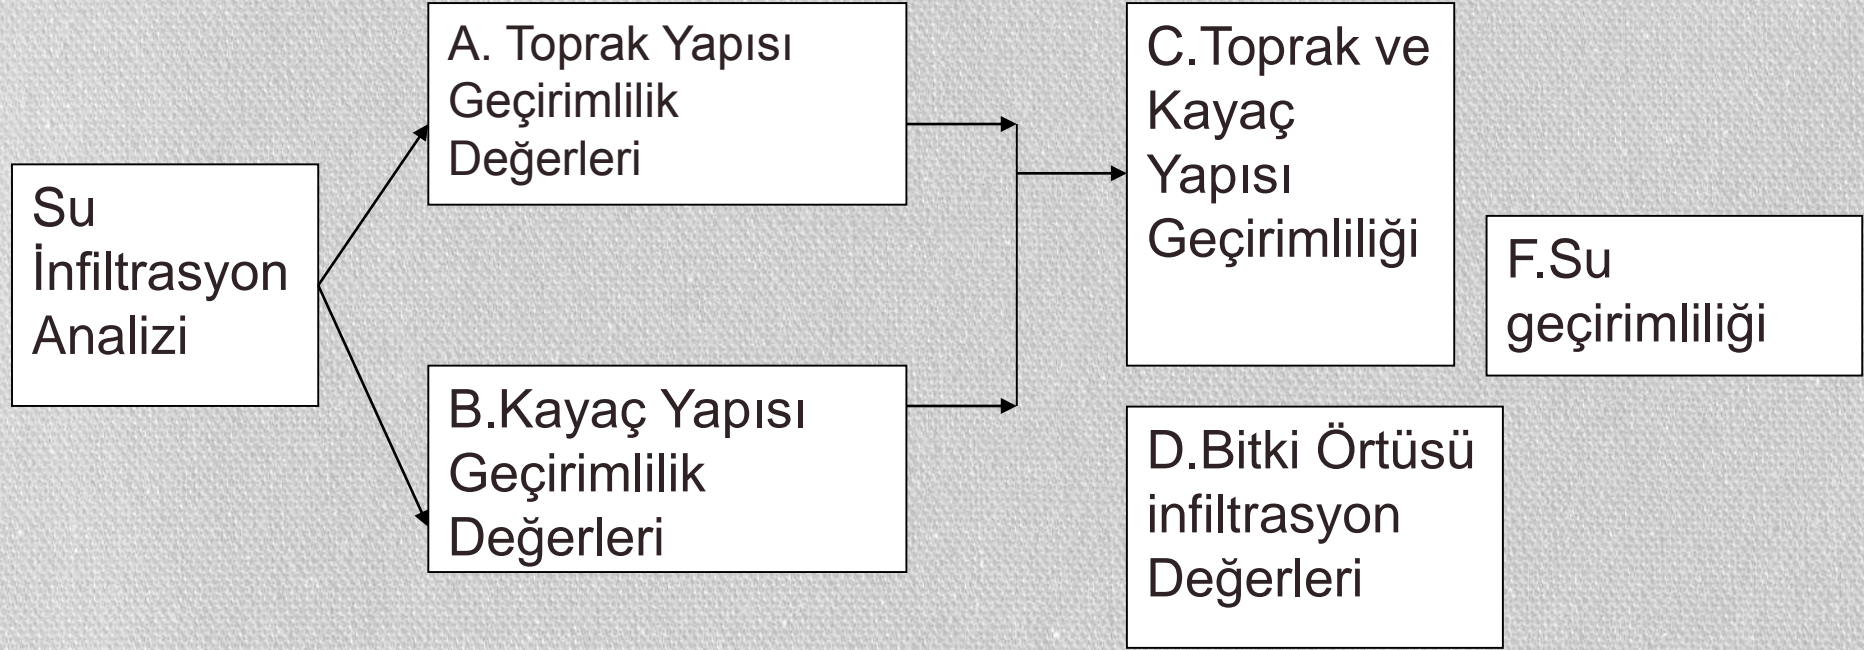 Su
İnfiltrasyon
Analizi
A. Toprak Yapısı
Geçirimlilik
Değerleri
B.Kayaç Yapısı
Geçirimlilik
Değerleri
C.Toprak ve
Kayaç
Yapısı
Geçirimliliği
D.Bitki Örtüsü
infiltrasyon
Değerleri
F.Su
geçirimliliği